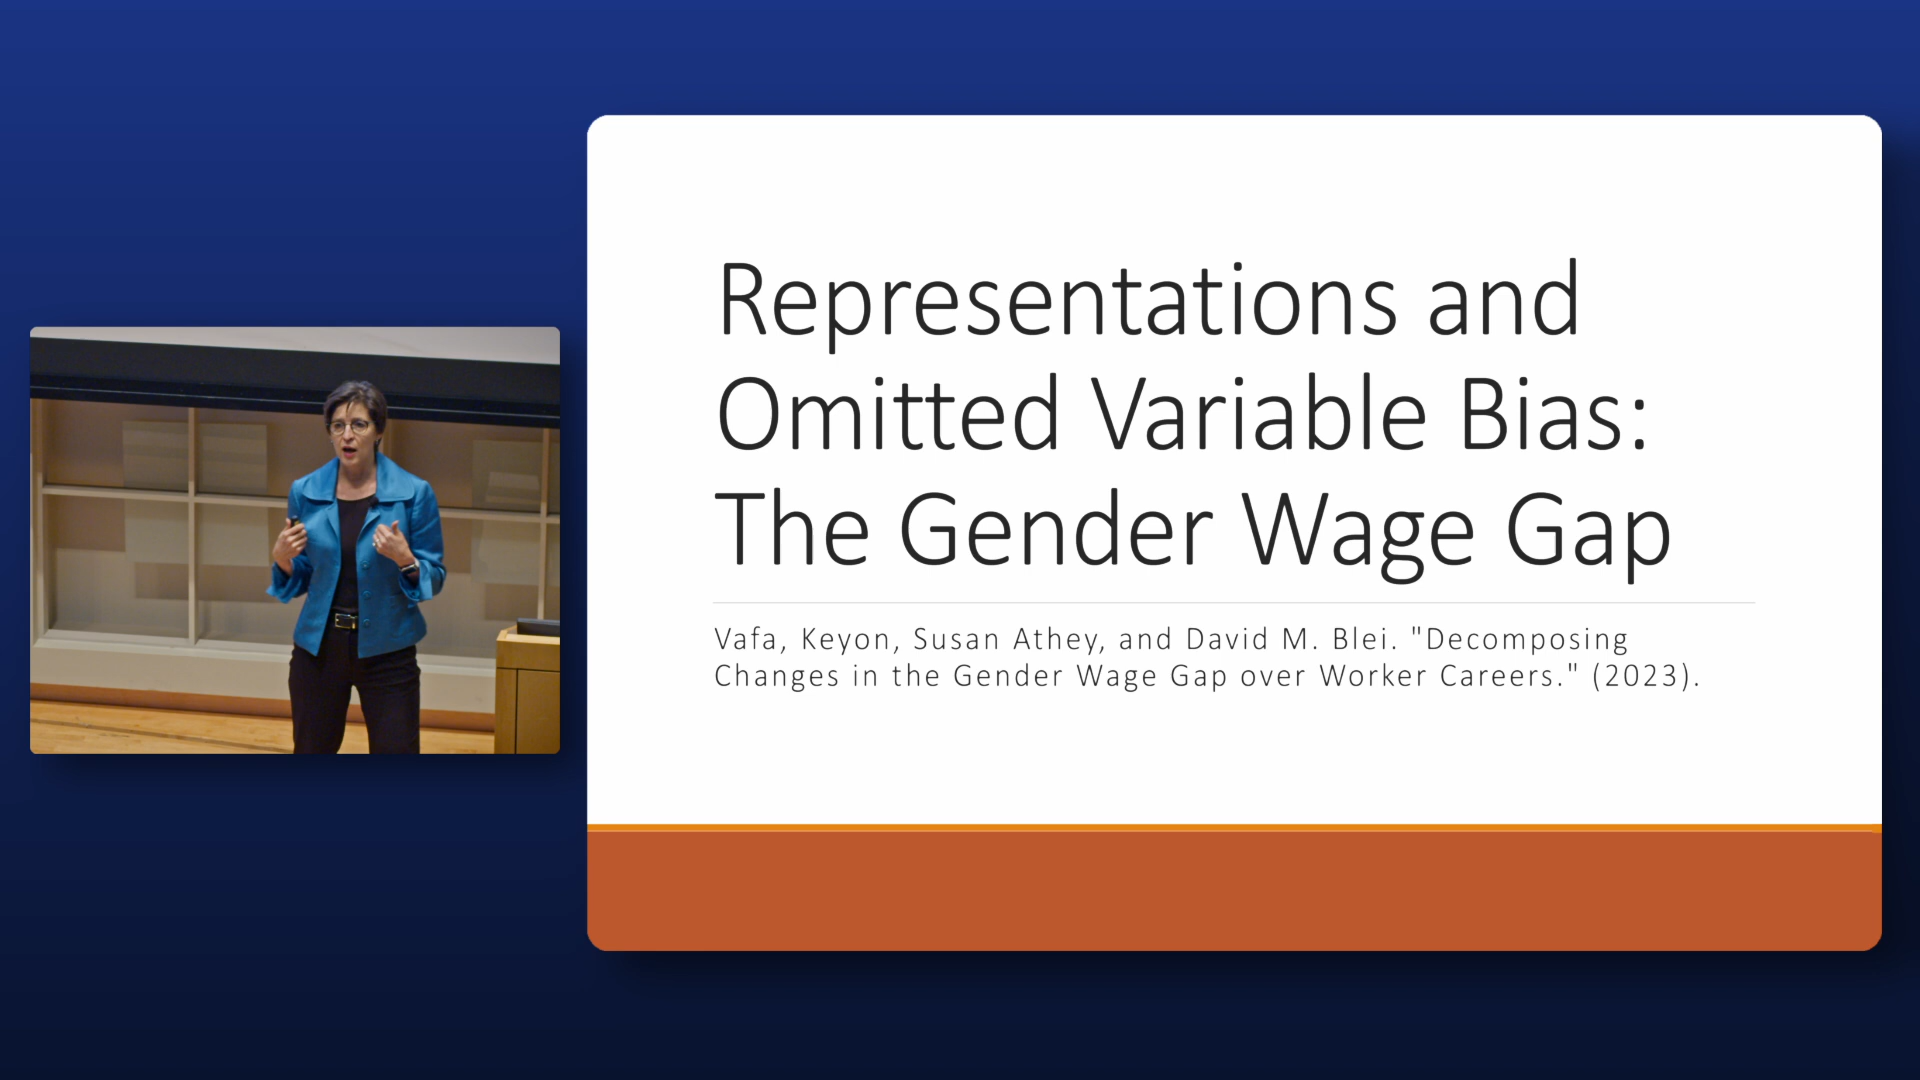 Representations and
Omitted Variable Bias:
The Gender Wage Gap
Vafa, Keyon, Susan Athey, and David M. Blei. "Decomposing
Changes in the Gender Wage Gap over Worker Careers." (2023).